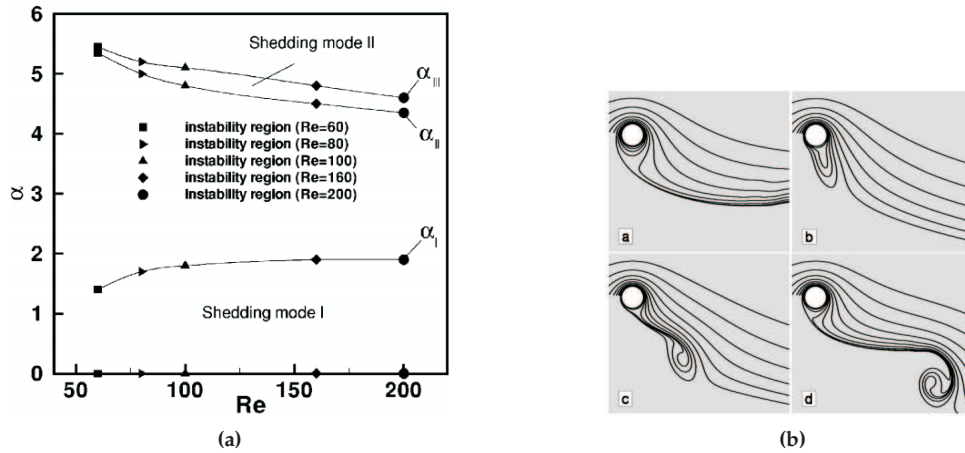 6
5
4
3
2
1
0
α
Shedding mode II
α_III
α_II
instability region (Re=60)
instability region (Re=80)
instability region (Re=100)
instability region (Re=160)
Instability region (Re=200)
α_I
Shedding mode I
50
100
150
200
Re
(a)
a
b
c
d
(b)